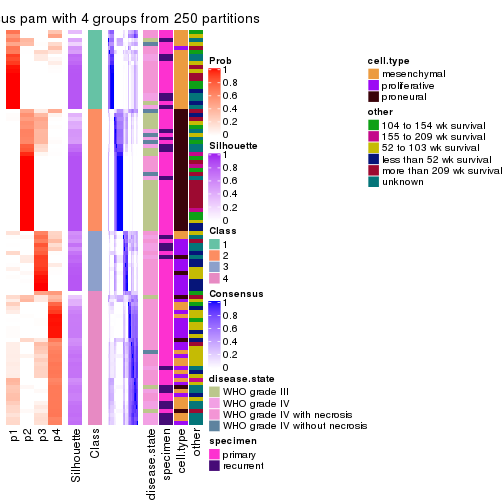 us pam with 4 groups from 250 partitions
Prob
1
0.8
0.6
0.4
0.2
0
Silhouette
1
0.8
0.6
0.4
0.2
0
Class
1
2
3
4
Consensus
1
0.8
0.6
0.4
0.2
0
disease.state
WHO grade III
WHO grade IV
WHO grade IV with necrosis
WHO grade IV without necrosis
specimen
primary
recurrent
cell.type
mesenchymal
proliferative
proneural
other
104 to 154 wk survival
155 to 209 wk survival
52 to 103 wk survival
less than 52 wk survival
more than 209 wk survival
unknown
p1
p2
p3
p4
Silhouette
Class
disease.state
specimen
cell.type
other